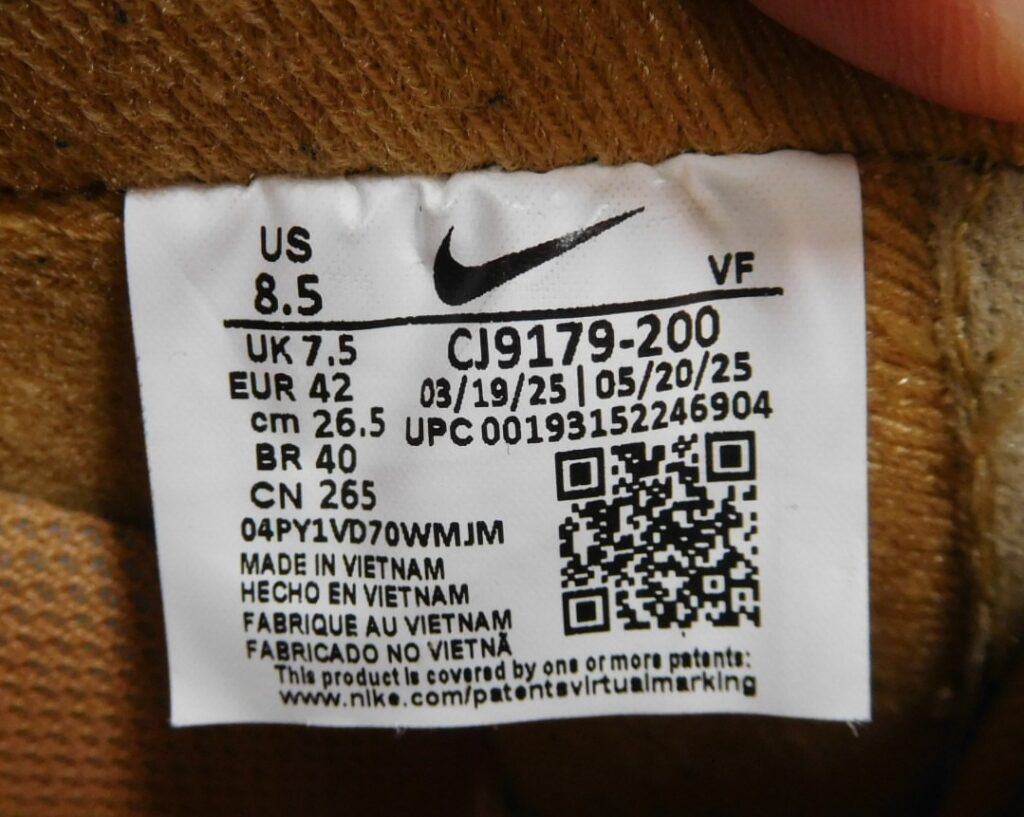 US
8.5
VF
UK 7.5
CJ9179-200
EUR 42
03/19/25 | 05/20/25
cm 26.5
UPC 00193152246904
BR 40
CN 265
04PY1VD70WMJM
MADE IN VIETNAM
HECHO EN VIETNAM
FABRIQUE AU VIETNAM
FABRICADO NO VIETNÃ
This product is covered by one or more patents:
www.nike.com/patentsvirtualmarking